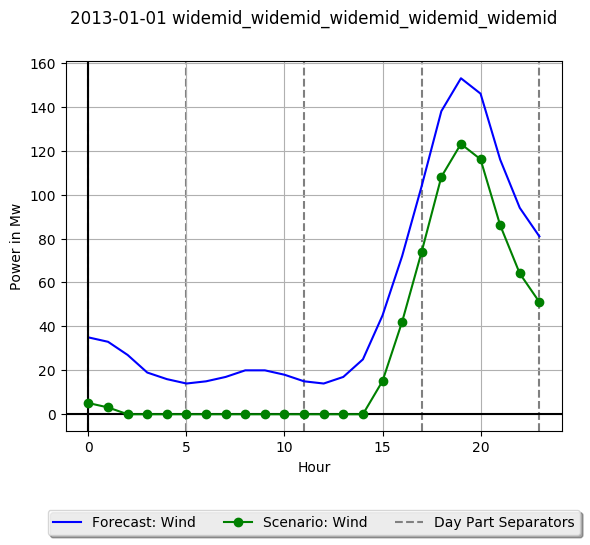 2013-01-01 widemid_widemid_widemid_widemid_widemid
160
140
120
100
80
60
40
20
0
Power in Mw
0 5 10 15 20
Hour
Forecast: Wind Scenario: Wind Day Part Separators